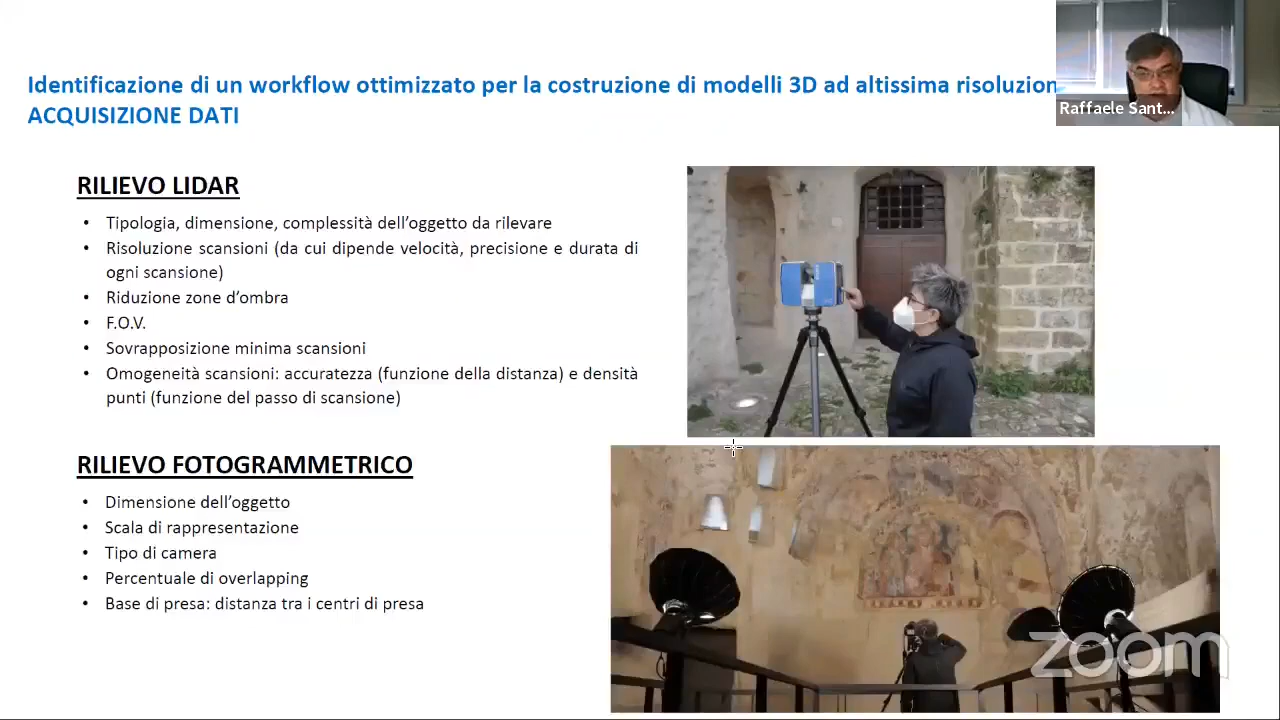 Identificazione di un workflow ottimizzato per la costruzione di modelli 3D ad altissima risoluzion
ACQUISIZIONE DATI
Raffaele Sant...
RILIEVO LIDAR
• Tipologia, dimensione, complessità dell'oggetto da rilevare
• Risoluzione scansioni (da cui dipende velocità, precisione e durata di
ogni scansione)
• Riduzione zone d'ombra
• F.O.V.
• Sovrapposizione minima scansioni
• Omogeneità scansioni: accuratezza (funzione della distanza) e densità
punti (funzione del passo di scansione)
RILIEVO FOTOGRAMMETRICO
• Dimensione dell'oggetto
• Scala di rappresentazione
• Tipo di camera
• Percentuale di overlapping
• Base di presa: distanza tra i centri di presa
zoom